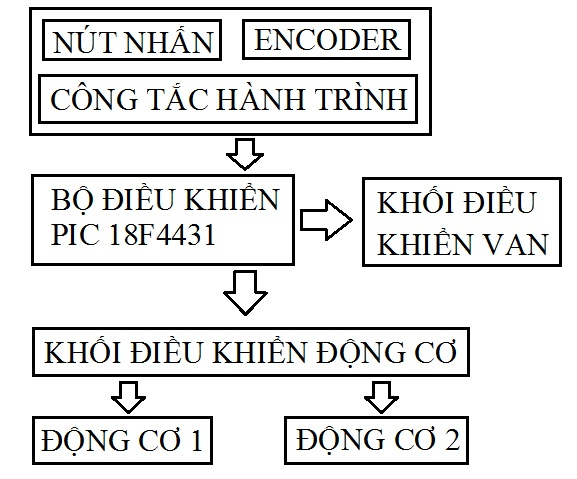 NÚT NHẤN
ENCODER
CÔNG TẮC HÀNH TRÌNH
BỘ ĐIỀU KHIỂN
PIC 18F4431
KHỐI ĐIỀU
KHIỂN VAN
KHỐI ĐIỀU KHIỂN ĐỘNG CƠ
ĐỘNG CƠ 1
ĐỘNG CƠ 2